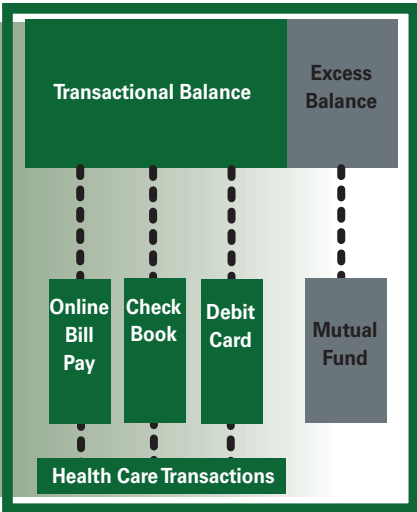 Transactional Balance
Excess
Balance
Online
Bill
Pay
Check
Book
Debit
Card
Mutual
Fund
Health Care Transactions